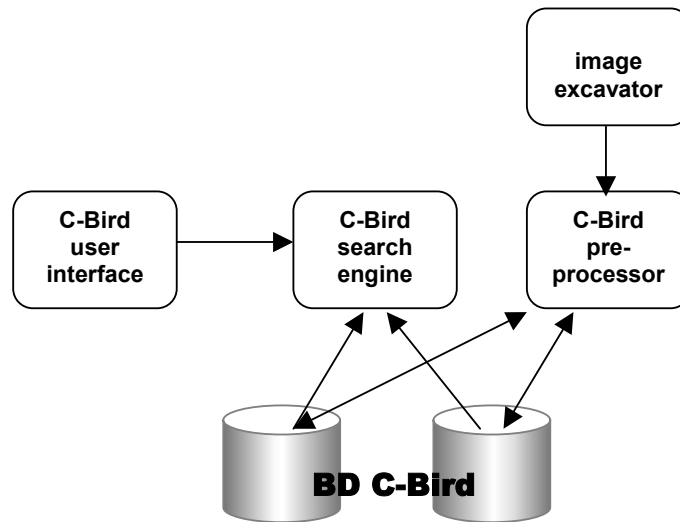 image
excavator
C-Bird
user
interface
C-Bird
search
engine
C-Bird
pre-
processor
BD C-Bird